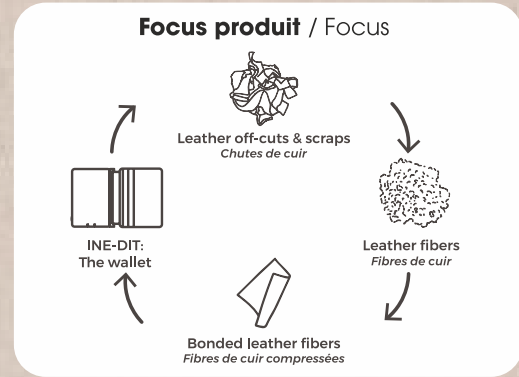 Focus produit / Focus
Leather off-cuts & scraps
Chutes de cuir
INE-DIT:
The wallet
Leather fibers
Fibres de cuir
Bonded leather fibers
Fibres de cuir compressées